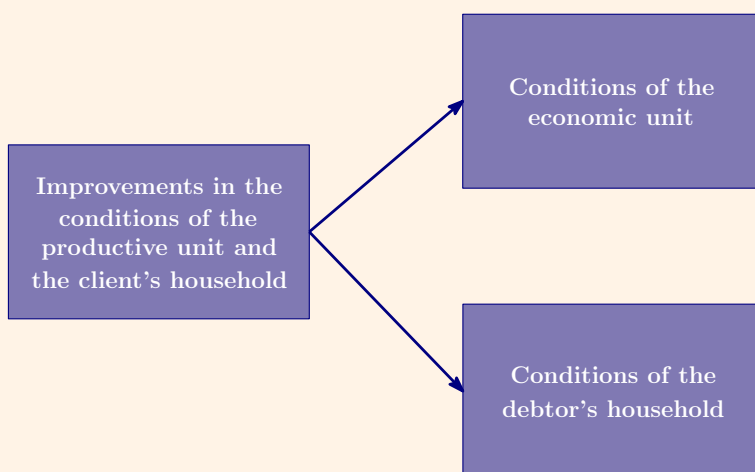 Improvements in the
conditions of the
productive unit and
the client's household
Conditions of the
economic unit
Conditions of the
debtor's household